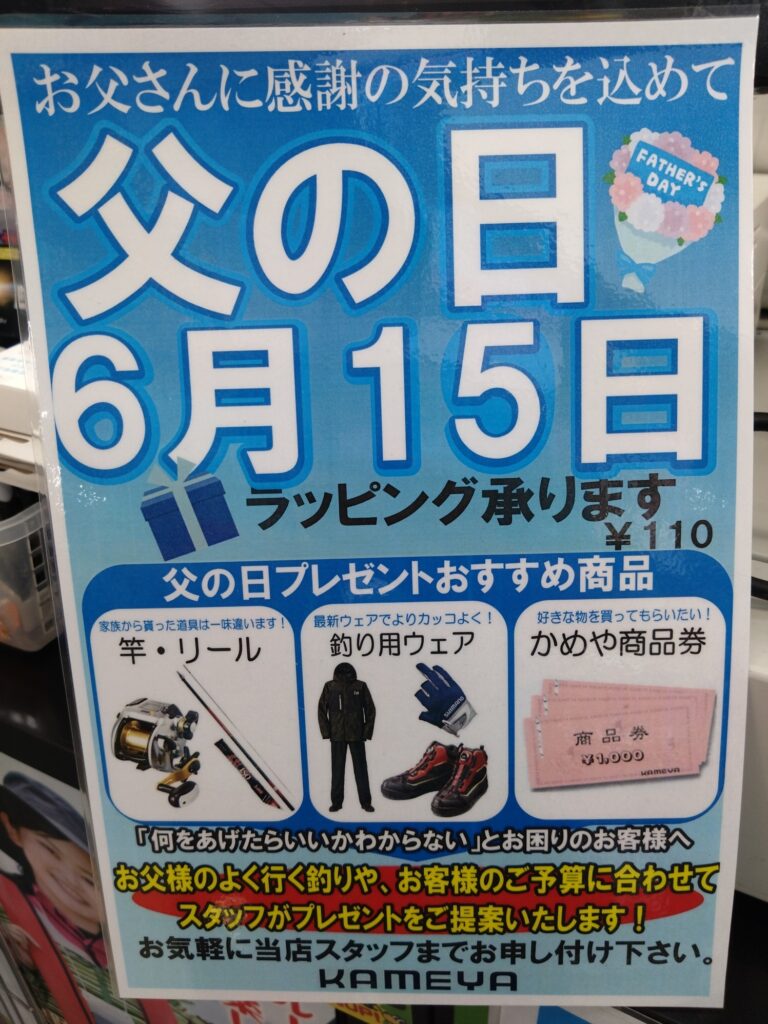 お父さんに感謝の気持ちを込めて
父の日
FATHER'S
DAY
6月15日
ラッピング承ります
¥110
父の日プレゼントおすすめ商品
家族から貰った道具は一味違います!
竿・リール
最新ウェアでよりカッコよく!
釣り用ウェア
SHIMANO
好きな物を買ってもらいたい!
かめや商品券
商品券
¥1,000
KAMEYA
「何をあげたらいいかわからない」とお困りのお客様へ
お父様のよく行く釣りや、お客様のご予算に合わせて
スタッフがプレゼントをご提案いたします!
お気軽に当店スタッフまでお申し付け下さい。
KAMEYA